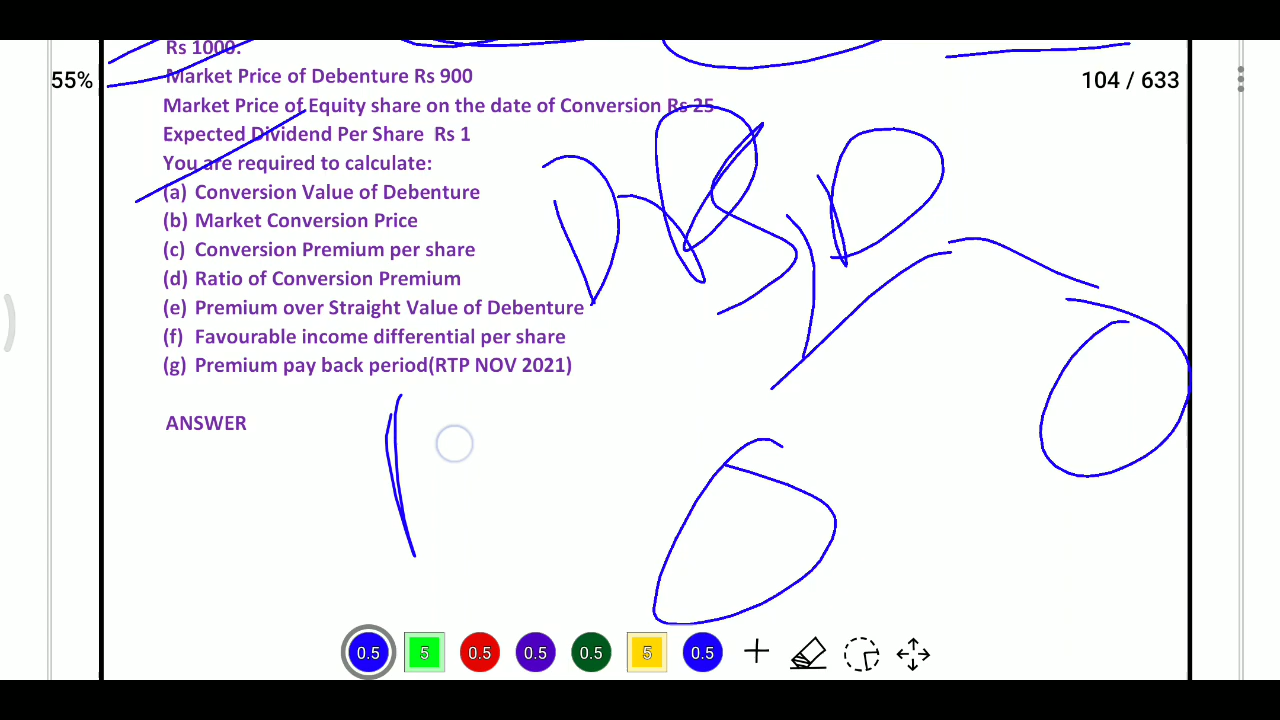 Rs 1000.
55%
Market Price of Debenture Rs 900
104 / 633
Market Price of Equity share on the date of Conversion Rs 25
Expected Dividend Per Share Rs 1
You are required to calculate:
(a) Conversion Value of Debenture
(b) Market Conversion Price
(c) Conversion Premium per share
(d) Ratio of Conversion Premium
(e) Premium over Straight Value of Debenture
(f) Favourable income differential per share
(g) Premium pay back period(RTP NOV 2021)
ANSWER
0.5 5 0.5 0.5 0.5 5 0.5